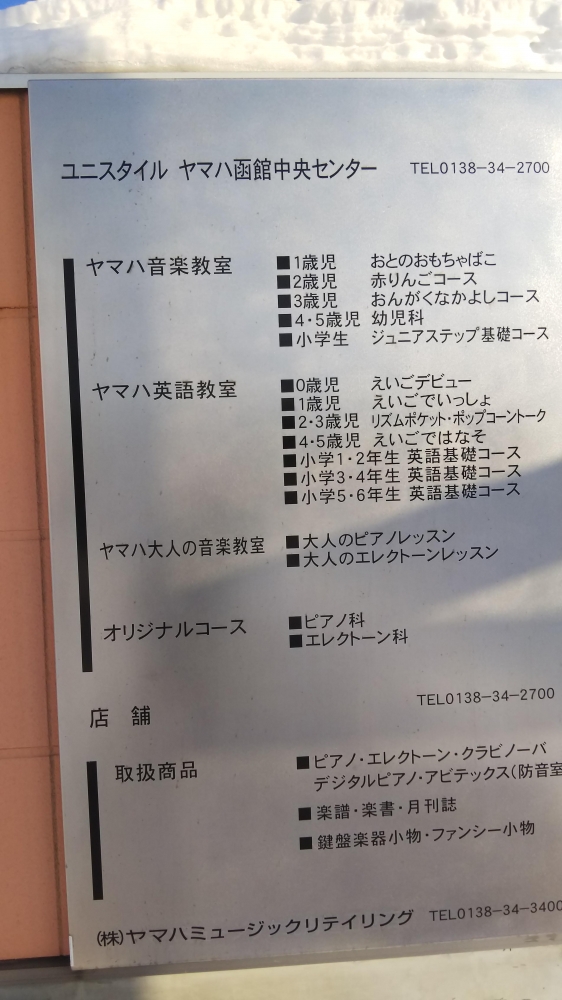 ユニスタイル ヤマハ函館中央センター TEL0138-34-2700
ヤマハ音楽教室 ■1歳児 おとのおもちゃばこ
■2歳児 赤りんごコース
■3歳児 おんがくなかよしコース
■4・5歳児 幼児科
■小学生 ジュニアステップ基礎コース
ヤマハ英語教室 ■0歳児 えいごデビュー
■1歳児 えいごでいっしょ
■2・3歳児 リズムポケット・ポップコーントーク
■4・5歳児 えいごではなそ
■小学1・2年生 英語基礎コース
■小学3・4年生 英語基礎コース
■小学5・6年生 英語基礎コース
ヤマハ大人の音楽教室 ■大人のピアノレッスン
■大人のエレクトーンレッスン
オリジナルコース ■ピアノ科
■エレクトーン科
店 舗 TEL0138-34-2700
取扱商品 ■ピアノ・エレクトーン・クラビノーバ
デジタルピアノ・アビテックス(防音室
■楽譜・楽書・月刊誌
■鍵盤楽器小物・ファンシー小物
(株)ヤマハミュージックリテイリング TEL0138-34-3400